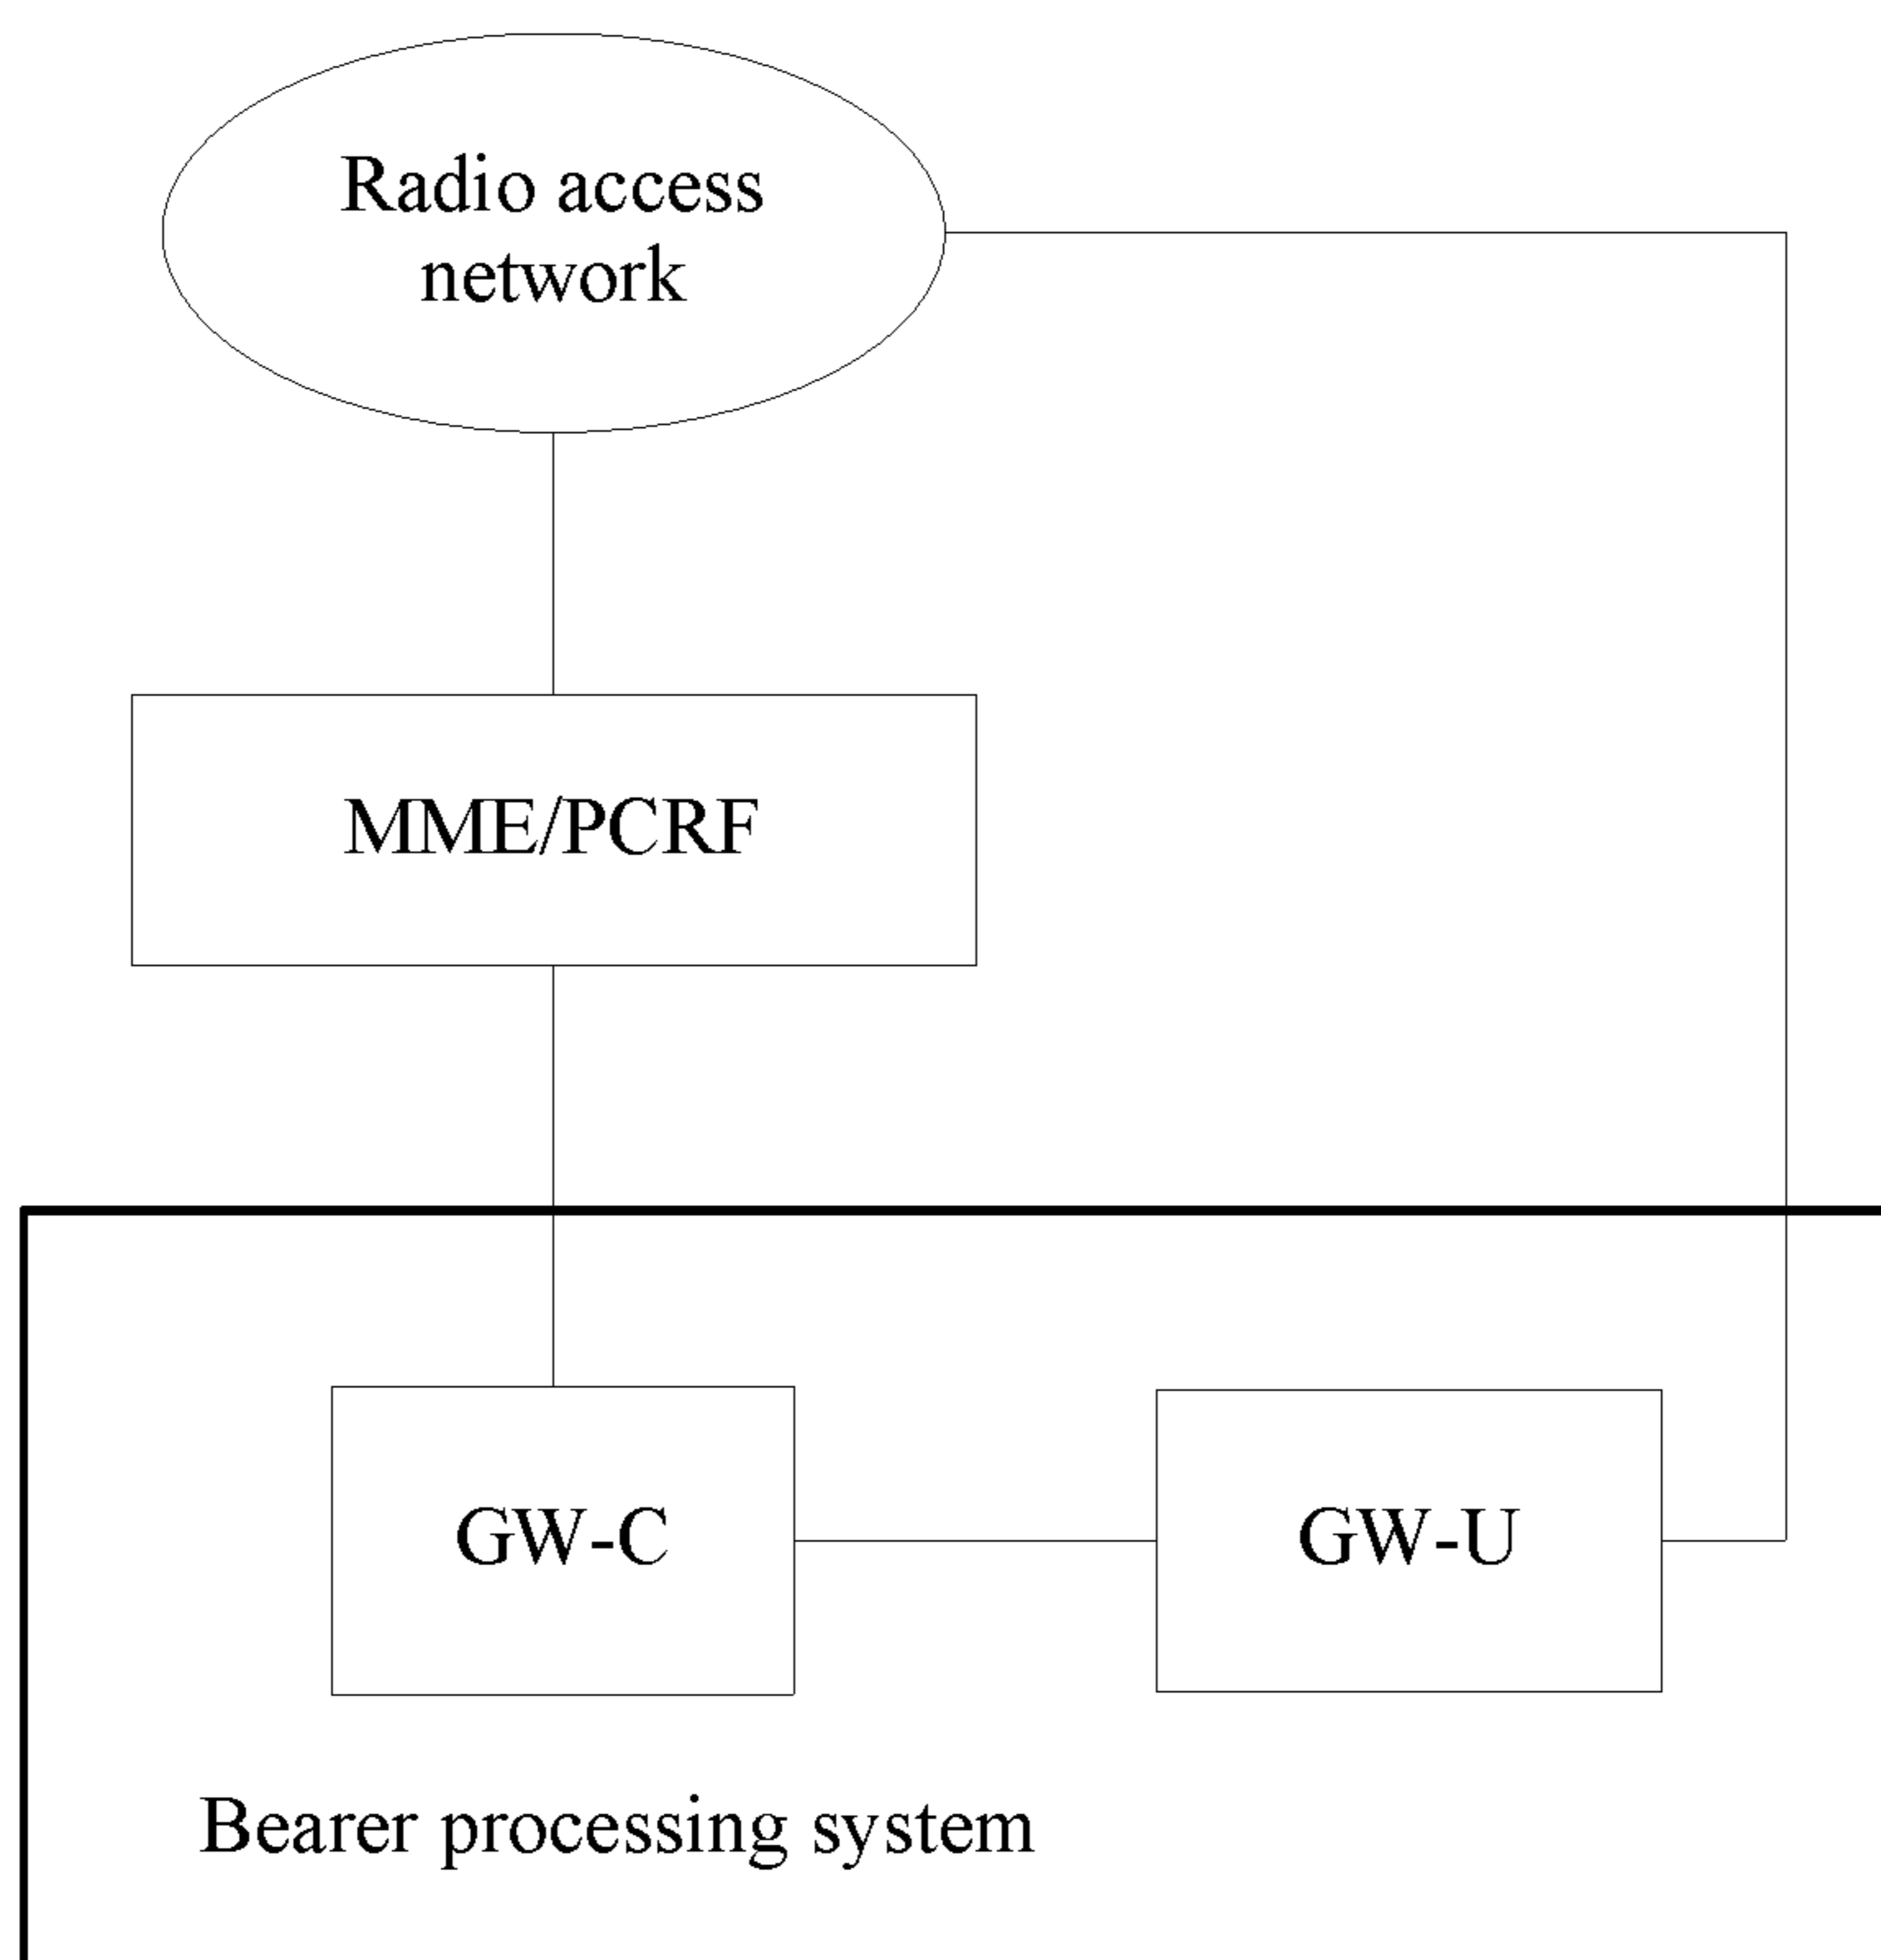 Radio access
network
MME/PCRF
GW-C
GW-U
Bearer processing system